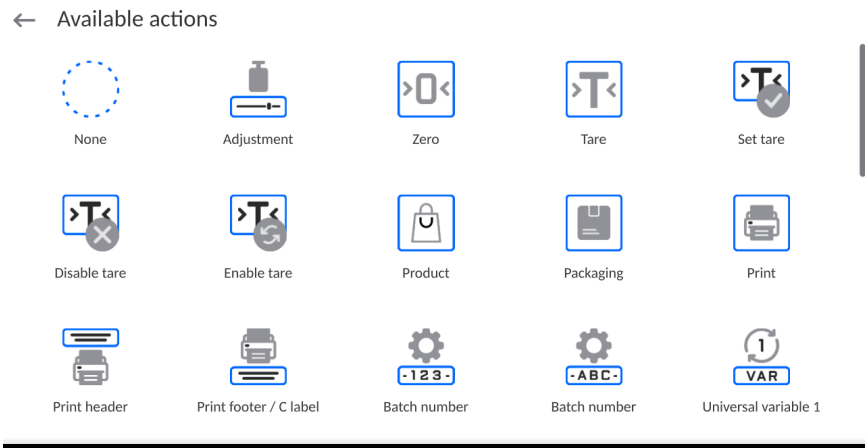 Available actions
>0<
>T<
>T<
None
Adjustment
Zero
Tare
Set tare
>T<
>T<
Disable tare
Enable tare
Product
Packaging
Print
-123-
-ABC-
1
VAR
Print header
Print footer / C label
Batch number
Batch number
Universal variable 1